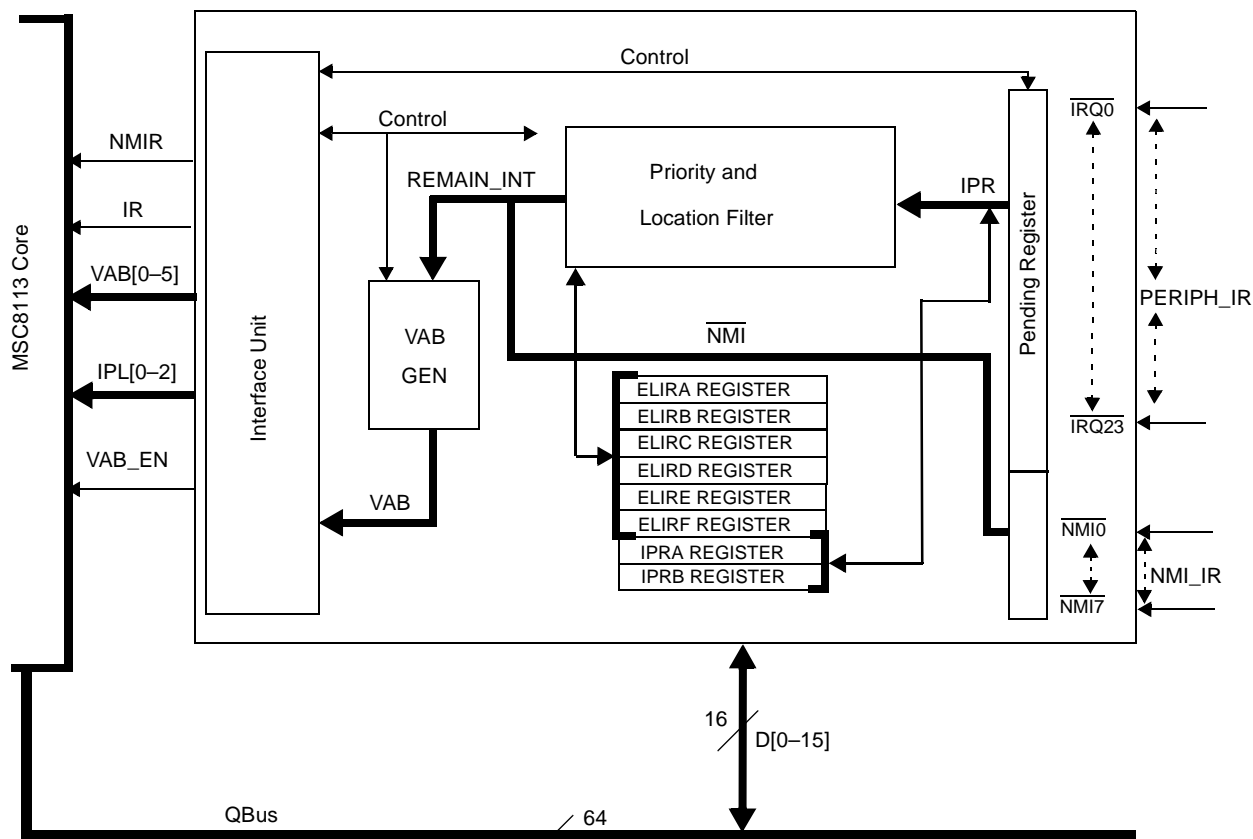 Control
IRQ0
Control
NMIR
REMAIN_INT
Priority and
Location Filter
IPR
IR
VAB[0–5]
MSC8113 Core
Interface Unit
Pending Register
PERIPH_IR
VAB
GEN
NMI
IPL[0–2]
ELIRA REGISTER
ELIRB REGISTER
IRQ23
ELIRC REGISTER
VAB_EN
ELIRD REGISTER
VAB
ELIRE REGISTER
ELIRF REGISTER
NMI0
IPRA REGISTER
IPRB REGISTER
NMI_IR
NMI7
16
D[0–15]
QBus
64